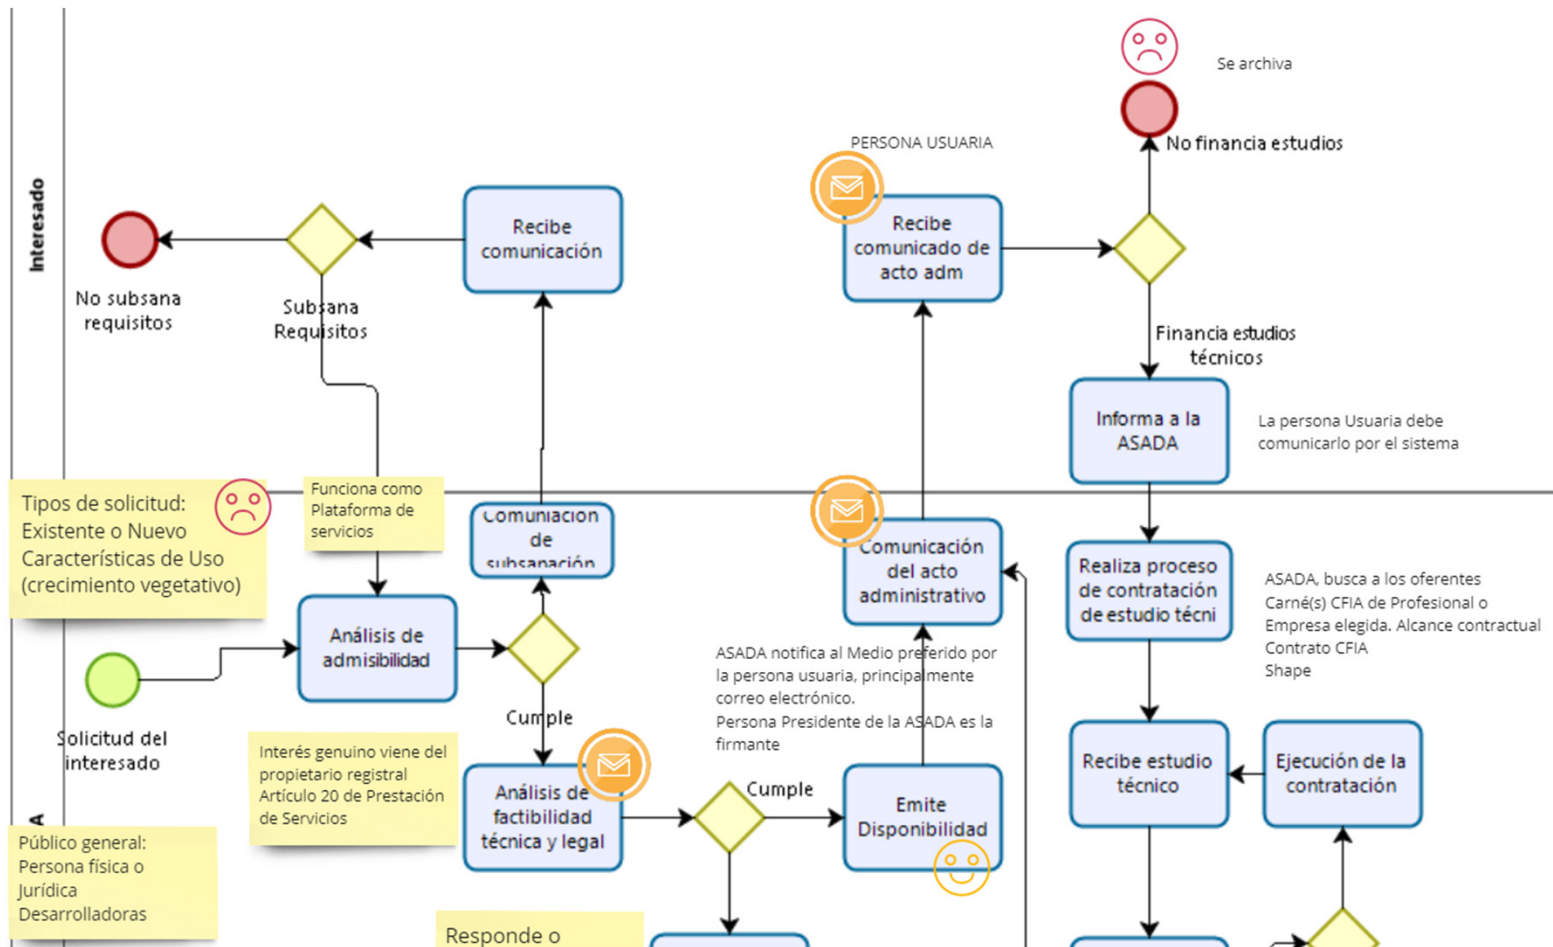 Se archiva
No financia estudios
PERSONA USUARIA
Interesado
Recibe
comunicación
Recibe
comunicado de
acto adm
No subsana
requisitos
Subsana
Requisitos
Financia estudios
técnicos
Informa a la
ASADA
La persona Usuaria debe
comunicarlo por el sistema
Tipos de solicitud:
Existente o Nuevo
Características de Uso
(crecimiento vegetativo)
Funciona como
Plataforma de
servicios
Comuniación
de
subsanación
Comunicación
del acto
administrativo
Realiza proceso
de contratación
de estudio técni
ASADA, busca a los oferentes
Carné(s) CFIA de Profesional o
Empresa elegida. Alcance contractual
Contrato CFIA
Shape
Análisis de
admisibilidad
ASADA notifica al Medio preferido por
la persona usuaria, principalmente
correo electrónico.
Persona Presidente de la ASADA es la
firmante
Solicitud del
interesado
Cumple
Interés genuino viene del
propietario registral
Artículo 20 de Prestación
de Servicios
Análisis de
factibilidad
técnica y legal
Cumple
Emite
Disponibilidad
Recibe estudio
técnico
Ejecución de la
contratación
A
Público general:
Persona física o
Jurídica
Desarrolladoras
Responde o